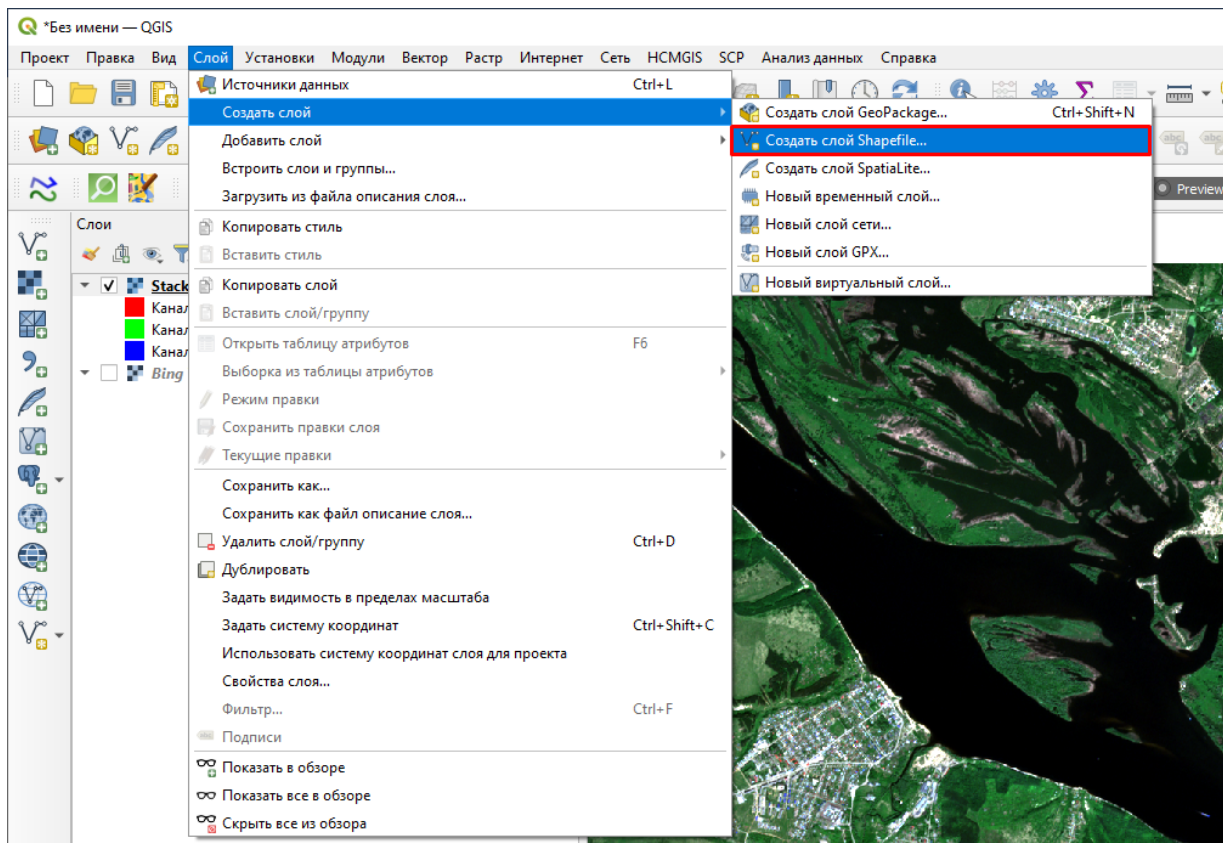 *Без имени — QGIS
Проект Правка Вид Слой Установки Модули Вектор Растр Интернет Сеть HCMGIS SCP Анализ данных Справка
Источники данных Ctrl+L
Создать слой
Добавить слой
Встроить слои и группы...
Загрузить из файла описания слоя...
Копировать стиль
Вставить стиль
Копировать слой
Вставить слой/группу
Открыть таблицу атрибутов F6
Выборка из таблицы атрибутов
Режим правки
Сохранить правки слоя
Текущие правки
Сохранить как...
Сохранить как файл описание слоя...
Удалить слой/группу Ctrl+D
Дублировать
Задать видимость в пределах масштаба
Задать систему координат Ctrl+Shift+C
Использовать систему координат слоя для проекта
Свойства слоя...
Фильтр... Ctrl+F
Подписи
Показать в обзоре
Показать все в обзоре
Скрыть все из обзора
Создать слой GeoPackage... Ctrl+Shift+N
Создать слой Shapefile...
Создать слой SpatiaLite...
Новый временный слой...
Новый слой сети...
Новый слой GPX...
Новый виртуальный слой...
Preview
Слои
Stack
Канал
Канал
Канал
Bing
abc